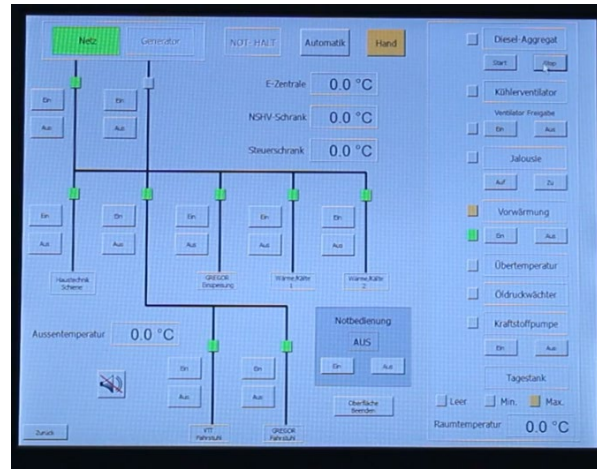 Netz
Generator
NOT- HALT
Automatik
Hand
E-Zentrale 0.0 °C
NSHV-Schrank 0.0 °C
Steuerschrank 0.0 °C
Ein
Aus
Ein
Aus
Ein
Aus
Ein
Aus
Ein
Aus
Ein
Aus
Ein
Aus
Haustechnik
Schiene
GREGOR
Einspeisung
Wärme/Kälte
1
Wärme/Kälte
2
Aussentemperatur 0.0 °C
Ein
Aus
Ein
Aus
Notbedienung
AUS
Ein Aus
Oberfläche
Beenden
Zurück
VTT
Fahrstuhl
GREGOR
Fahrstuhl
Diesel-Aggregat
Start Stop
Kühlerventilator
Ventilator Freigabe
Ein Aus
Jalousie
Auf Zu
Vorwärmung
Ein Aus
Übertemperatur
Öldruckwächter
Kraftstoffpumpe
Ein Aus
Tagestank
Leer Min. Max.
Raumtemperatur 0.0 °C